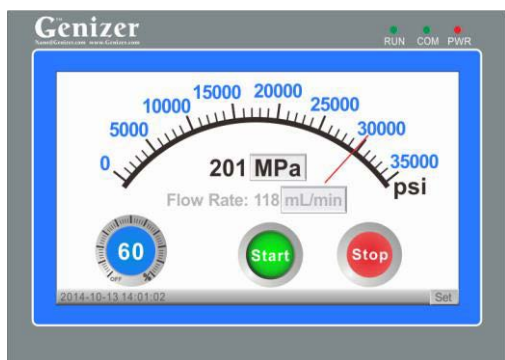 Genizer
RUN COM PWR
0 5000 10000 15000 20000 25000 30000 35000
psi
201 MPa
Flow Rate: 118 mL/min
60
OFF
Start
Stop
2014-10-13 14:01:02
Set